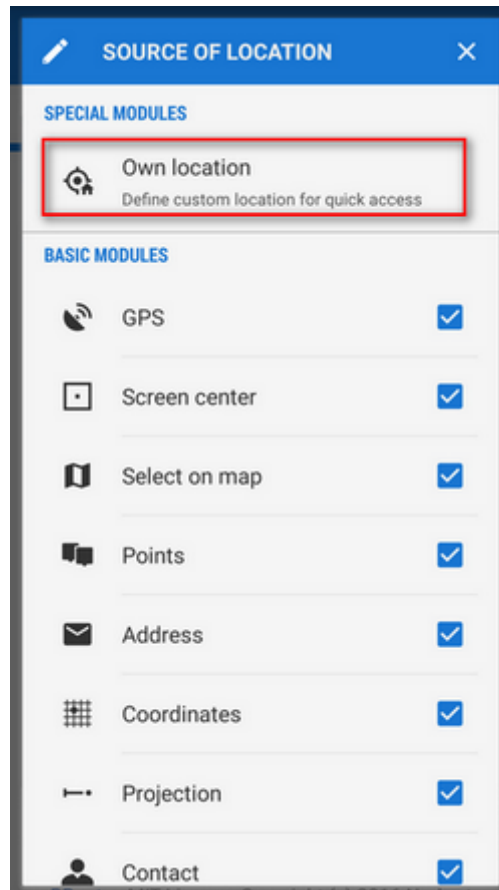 SOURCE OF LOCATION
SPECIAL MODULES
Own location
Define custom location for quick access
BASIC MODULES
GPS
Screen center
Select on map
Points
Address
Coordinates
Projection
Contact